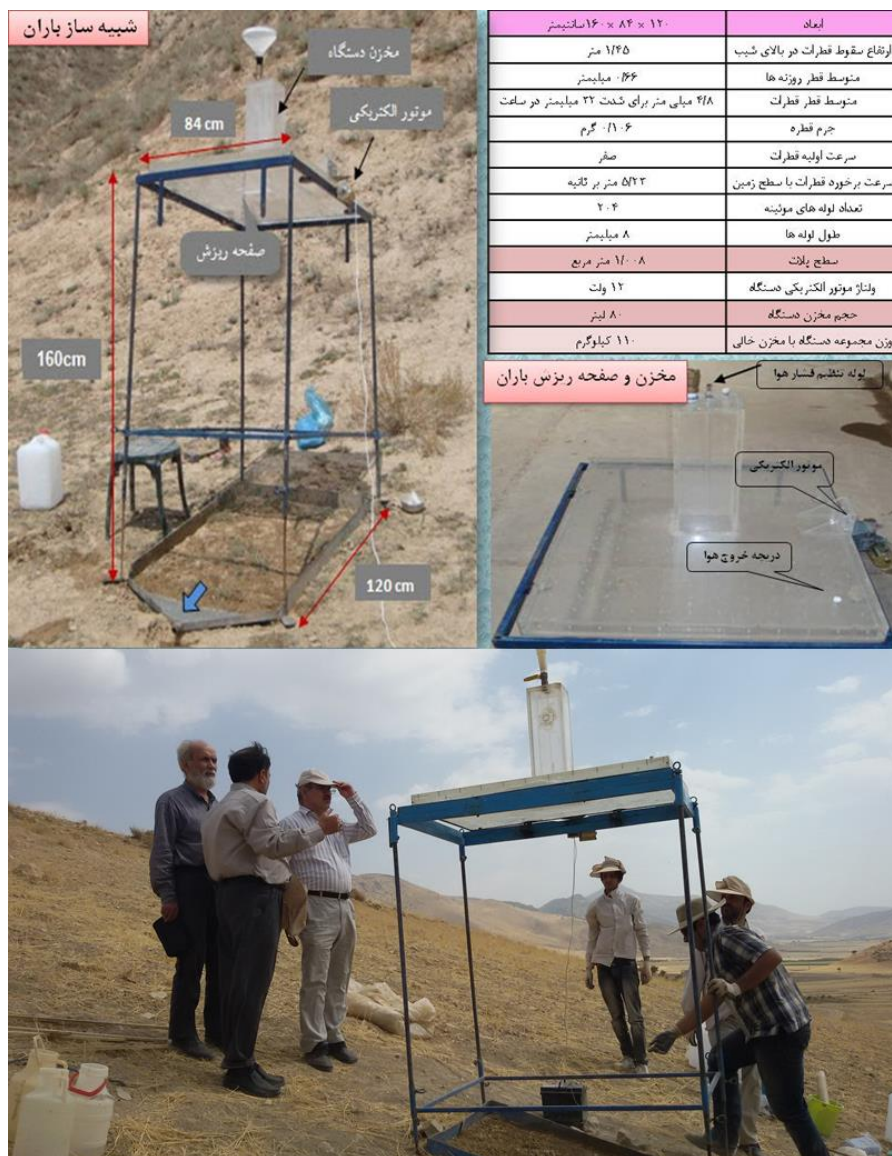 شبیه ساز باران
مخزن دستگاه
موتور الکتریکی
84 cm
صفحه ریزش
160cm
120 cm
ابعاد ۱۲۰ × ۸۴ × ۱۶۰سانتیمتر
ارتفاع سقوط قطرات در بالای شیب ۱/۴۵ متر
متوسط قطر روزنه ها ۰/۶۶ میلیمتر
متوسط قطر قطرات ۴/۸ میلی متر برای شدت ۳۲ میلیمتر در ساعت
جرم قطره ۰/۱۰۶ گرم
سرعت اولیه قطرات صفر
سرعت برخورد قطرات با سطح زمین ۵/۲۳ متر بر ثانیه
تعداد لوله های موئینه ۲۰۴
طول لوله ها ۸ میلیمتر
سطح پلات ۱/۰۰۸ متر مربع
ولتاژ موتور الکتریکی دستگاه ۱۲ ولت
حجم مخزن دستگاه ۸۰ لیتر
وزن مجموعه دستگاه با مخزن خالی ۱۱۰ کیلوگرم
مخزن و صفحه ریزش باران
لوله تنظیم فشار هوا
موتور الکتریکی
دریچه خروج هوا